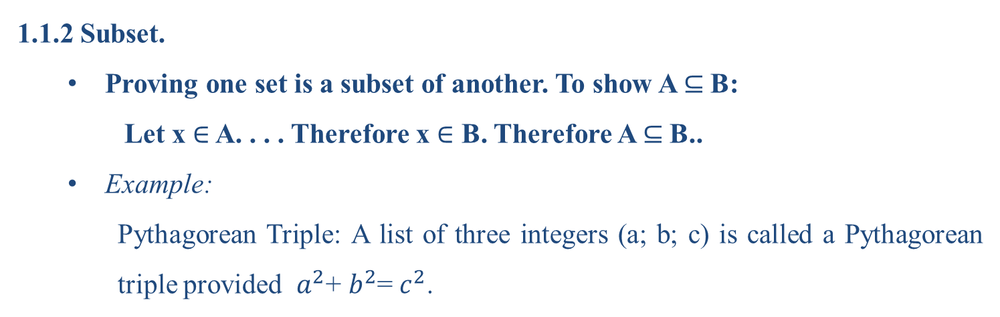 1.1.2 Subset.
• Proving one set is a subset of another. To show A ⊆ B:
Let x ∈ A. . . . Therefore x ∈ B. Therefore A ⊆ B..
• Example:
Pythagorean Triple: A list of three integers (a; b; c) is called a Pythagorean
triple provided a²+ b²= c².